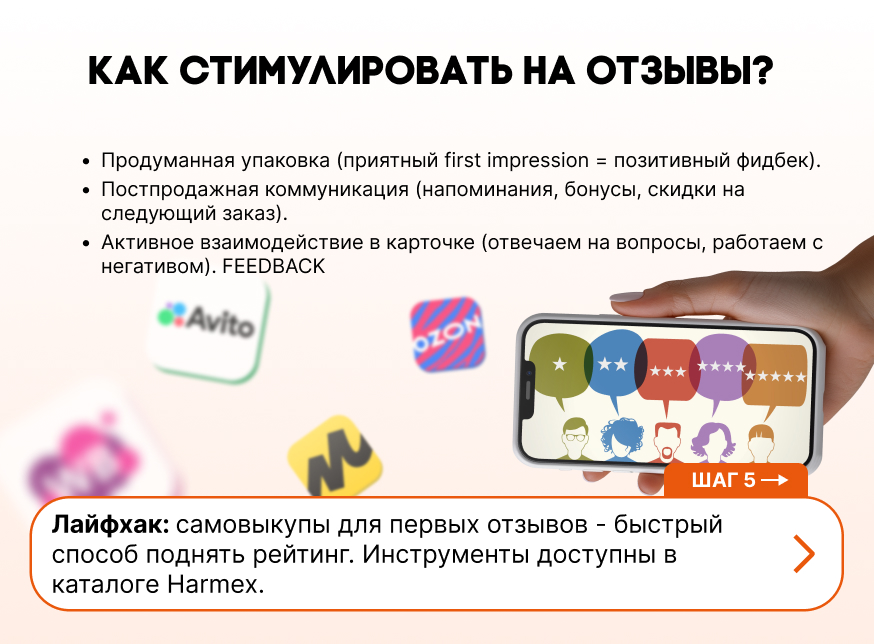 КАК СТИМУЛИРОВАТЬ НА ОТЗЫВЫ?
• Продуманная упаковка (приятный first impression = позитивный фидбек).
• Постпродажная коммуникация (напоминания, бонусы, скидки на
следующий заказ).
• Активное взаимодействие в карточке (отвечаем на вопросы, работаем с
негативом). FEEDBACK
Avito
OZON
WB
ШАГ 5
Лайфхак: самовыкупы для первых отзывов - быстрый
способ поднять рейтинг. Инструменты доступны в
каталоге Harmex.